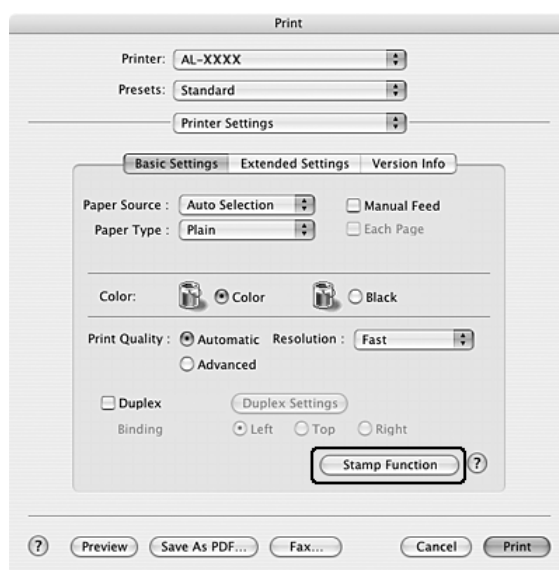 Print
Printer: AL-XXXX
Presets: Standard
Printer Settings
Basic Settings Extended Settings Version Info
Paper Source : Auto Selection Manual Feed
Paper Type : Plain Each Page
Color: Color Black
Print Quality : Automatic Resolution : Fast
Advanced
Duplex Duplex Settings
Binding Left Top Right
Stamp Function ?
? Preview Save As PDF... Fax... Cancel Print